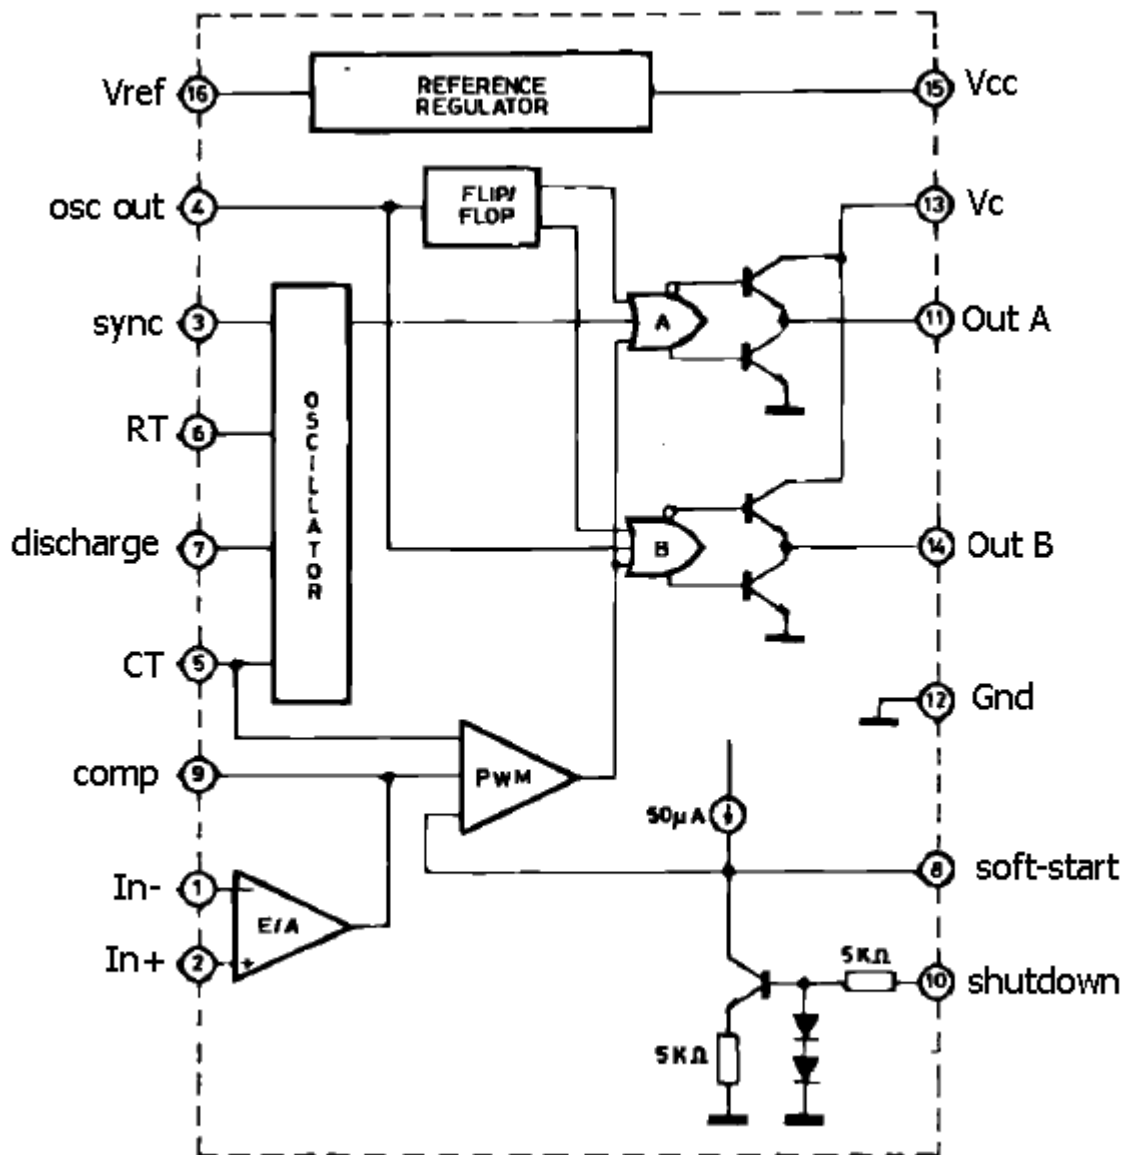 Vref 16
REFERENCE
REGULATOR
15 Vcc
osc out 4
FLIP/
FLOP
13 Vc
sync 3
A
11 Out A
RT 6
OSCILLATOR
discharge 7
B
14 Out B
CT 5
12 Gnd
comp 9
PWM
50µA
8 soft-start
In- 1
−
E/A
In+ 2
+
5KΩ
10 shutdown
5KΩ